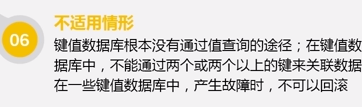 06
不适用情形
键值数据库根本没有通过值查询的途径；在键值数
据库中，不能通过两个或两个以上的键来关联数据
在一些键值数据库中，产生故障时，不可以回滚